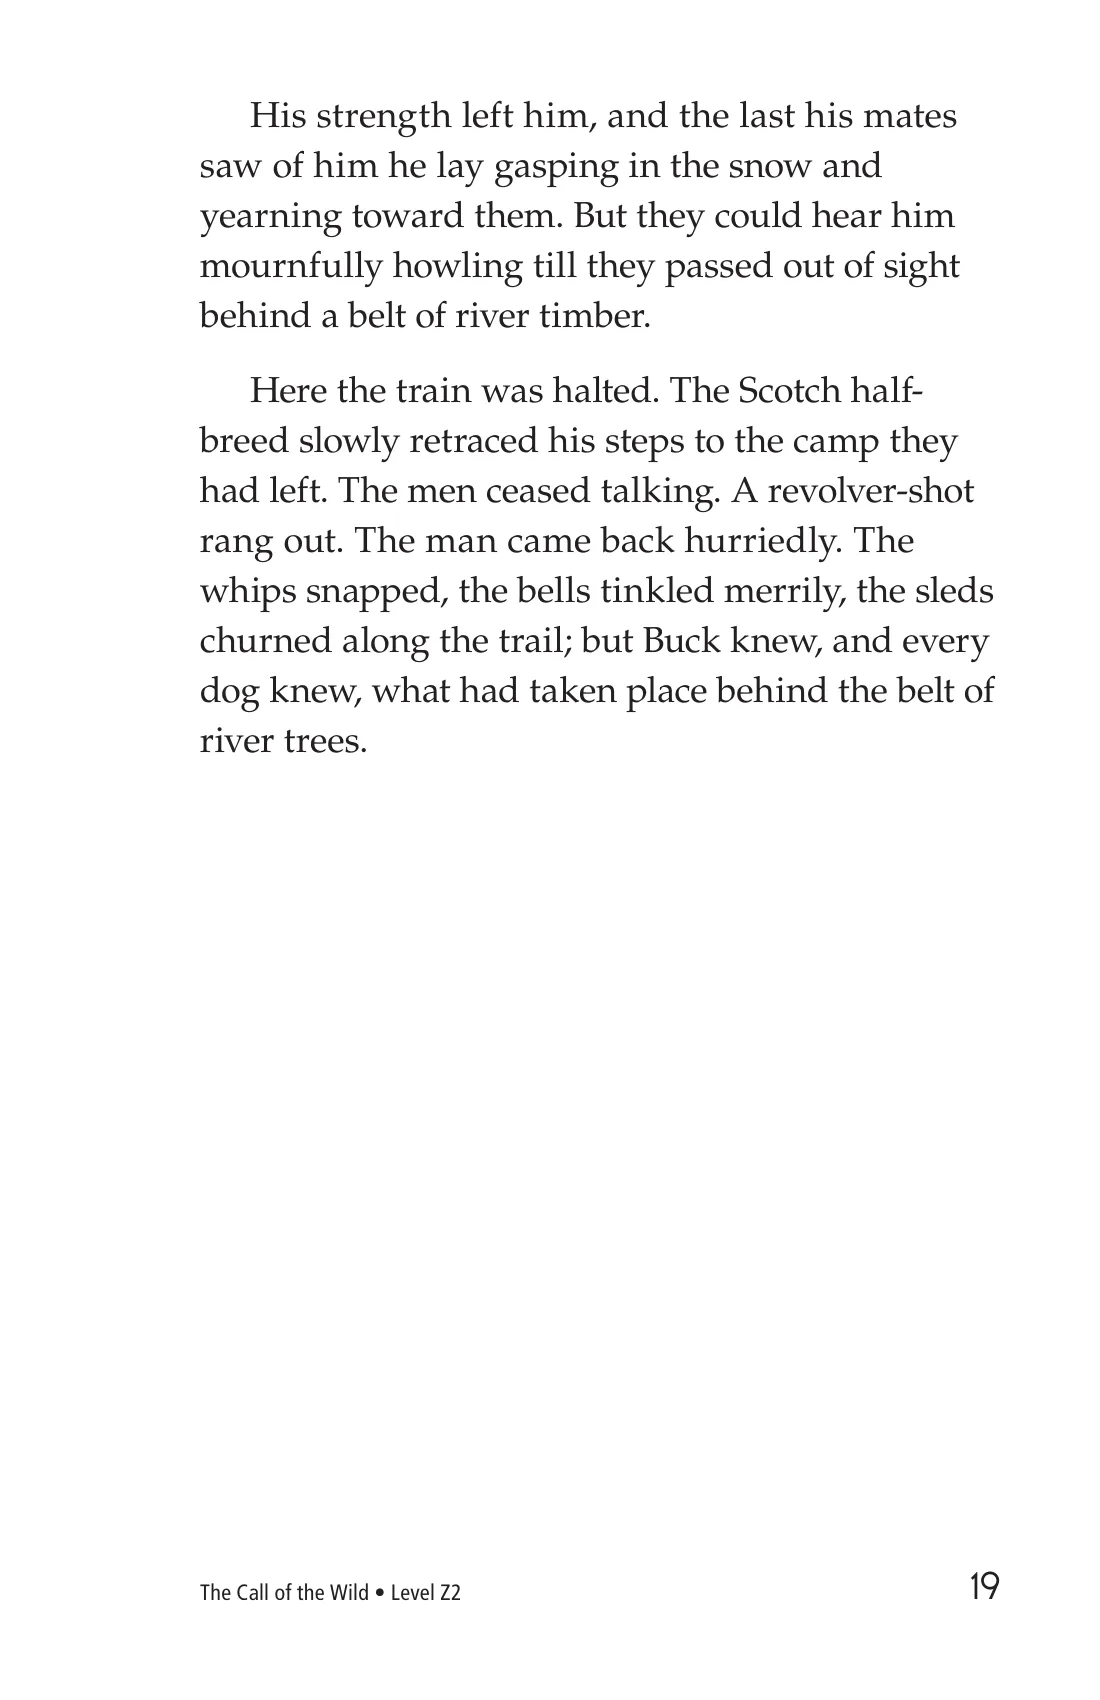 His strength left him, and the last his mates
saw of him he lay gasping in the snow and
yearning toward them. But they could hear him
mournfully howling till they passed out of sight
behind a belt of river timber.
Here the train was halted. The Scotch half-
breed slowly retraced his steps to the camp they
had left. The men ceased talking. A revolver-shot
rang out. The man came back hurriedly. The
whips snapped, the bells tinkled merrily, the sleds
churned along the trail; but Buck knew, and every
dog knew, what had taken place behind the belt of
river trees.
The Call of the Wild • Level Z2
19